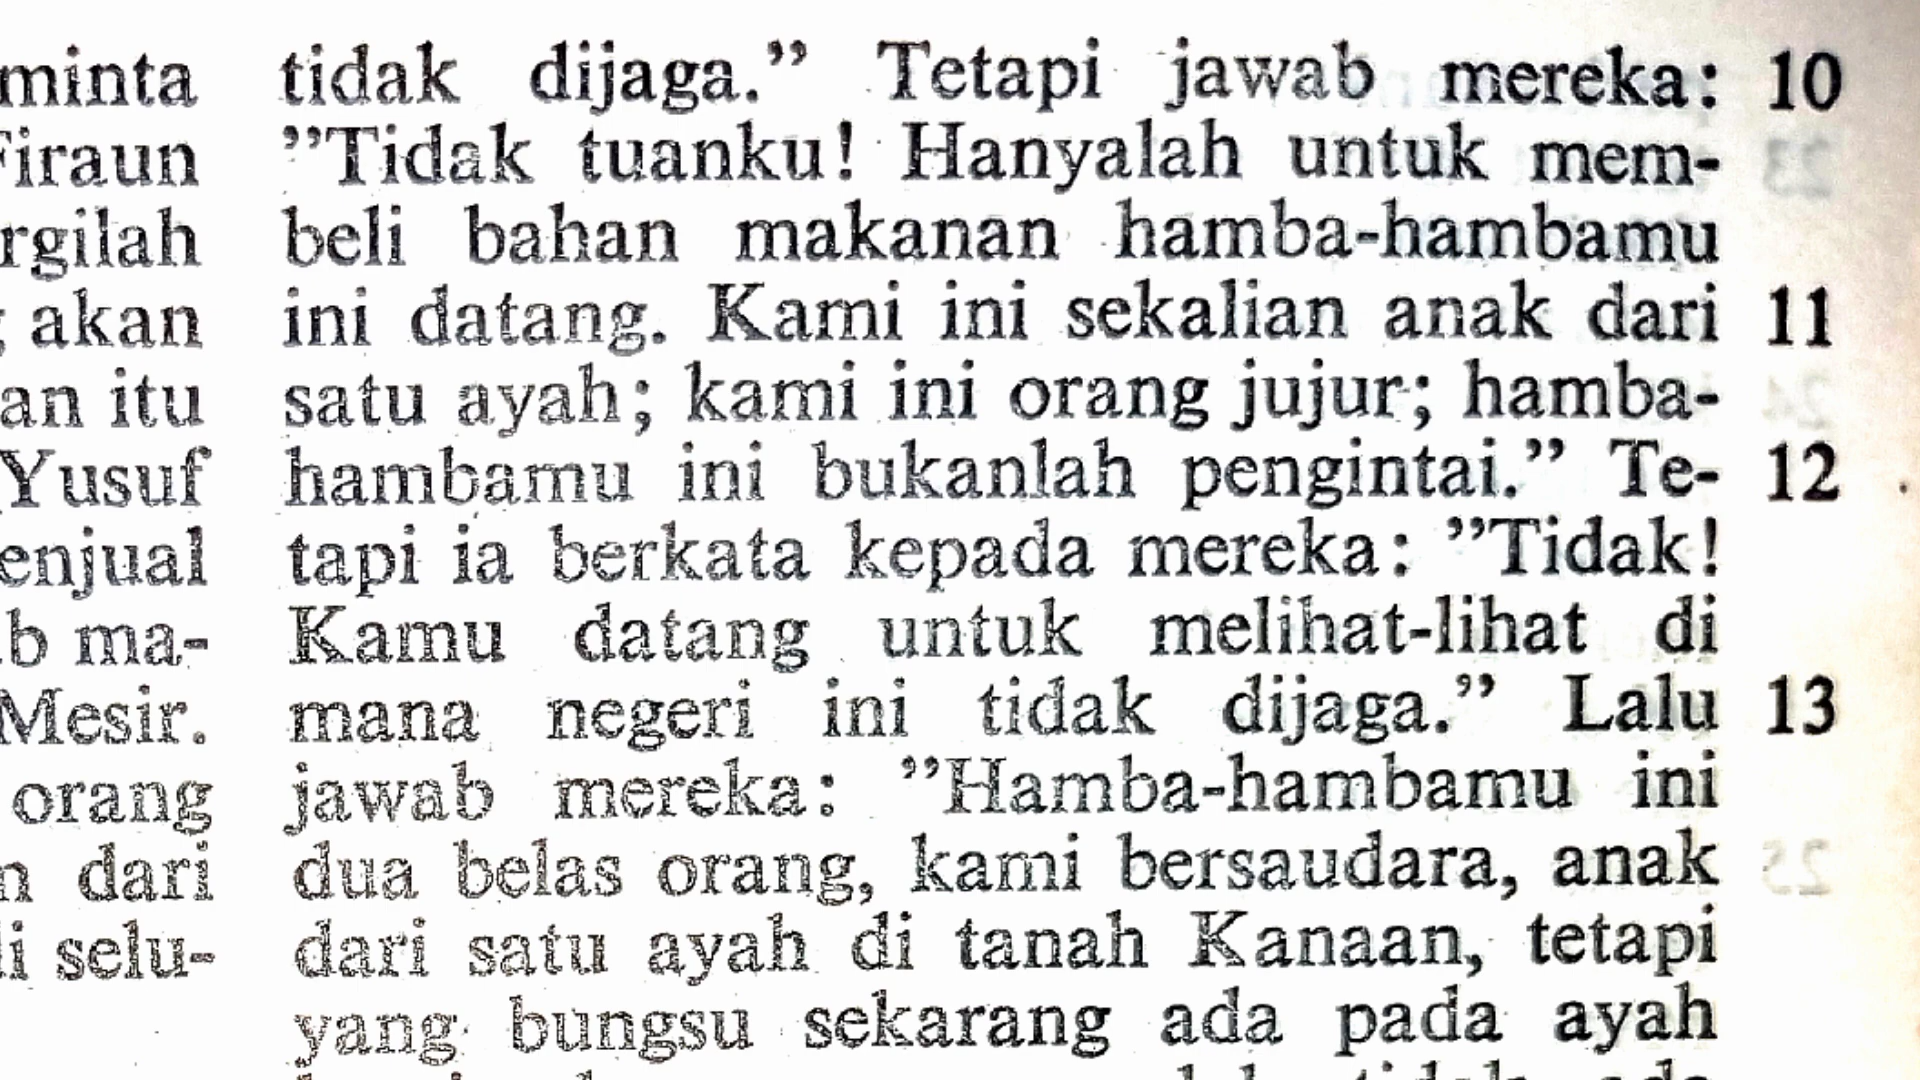 minta
Firaun
rgilah
akan
an itu
Yusuf
enjual
b ma-
Mesir.
orang
dari
selu-
tidak dijaga.” Tetapi jawab mereka: 10
”Tidak tuanku! Hanyalah untuk mem-
beli bahan makanan hamba-hambamu
ini datang. Kami ini sekalian anak dari 11
satu ayah; kami ini orang jujur; hamba-
hambamu ini bukanlah pengintai.” Te- 12
tapi ia berkata kepada mereka: ”Tidak!
Kamu datang untuk melihat-lihat di
mana negeri ini tidak dijaga.” Lalu 13
jawab mereka: ”Hamba-hambamu ini
dua belas orang, kami bersaudara, anak
dari satu ayah di tanah Kanaan, tetapi
yang bungsu sekarang ada pada ayah